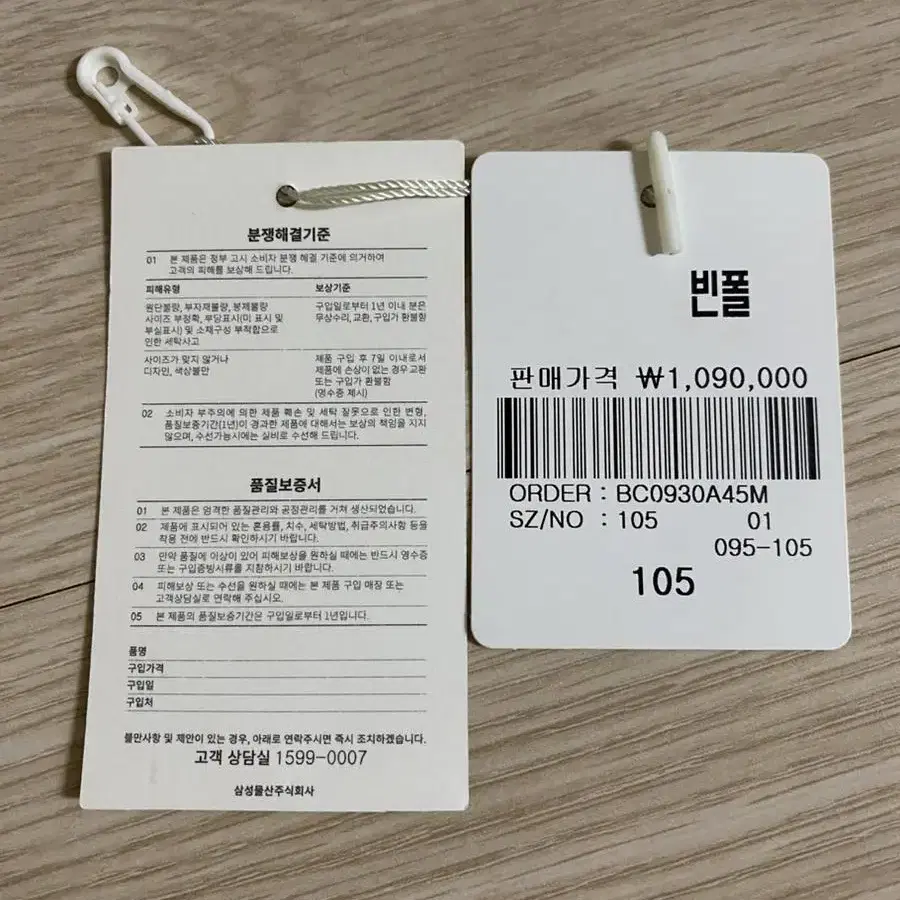 분쟁해결기준
01 본 제품은 정부 고시 소비자 분쟁 해결 기준에 의거하여
고객의 피해를 보상해 드립니다.
피해유형 보상기준
원단불량, 부자재불량, 봉제불량
사이즈 부정확, 부당표시(미 표시 및
부실표시) 및 소재구성 부적합으로
인한 세탁사고
구입일로부터 1년 이내 분은
무상수리, 교환, 구입가 환불함
사이즈가 맞지 않거나
디자인, 색상불만
제품 구입 후 7일 이내로서
제품에 손상이 없는 경우 교환
또는 구입가 환불함
(영수증 제시)
02 소비자 부주의에 의한 제품 훼손 및 세탁 잘못으로 인한 변형,
품질보증기간(1년)이 경과한 제품에 대해서는 보상의 책임을 지지
않으며, 수선가능시에는 실비로 수선해 드립니다.
품질보증서
01 본 제품은 엄격한 품질관리와 공정관리를 거쳐 생산되었습니다.
02 제품에 표시되어 있는 혼용률, 치수, 세탁방법, 취급주의사항 등을
착용 전에 반드시 확인하시기 바랍니다.
03 만약 품질에 이상이 있어 피해보상을 원하실 때에는 반드시 영수증
또는 구입증빙서류를 지참하시기 바랍니다.
04 피해보상 또는 수선을 원하실 때에는 본 제품 구입 매장 또는
고객상담실로 연락해 주십시오.
05 본 제품의 품질보증기간은 구입일로부터 1년입니다.
품명
구입가격
구입일
구입처
불만사항 및 제안이 있는 경우, 아래로 연락주시면 즉시 조치하겠습니다.
고객 상담실 1599-0007
삼성물산주식회사
빈폴
판매가격 ₩1,090,000
ORDER : BC0930A45M
SZ/NO : 105 01
095-105
105